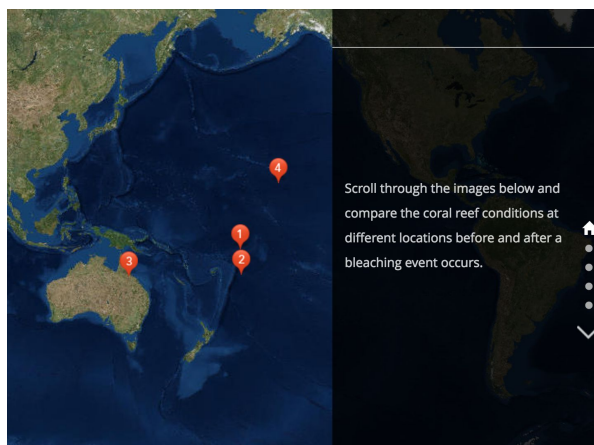 4
1
2
3
Scroll through the images below and
compare the coral reef conditions at
different locations before and after a
bleaching event occurs.